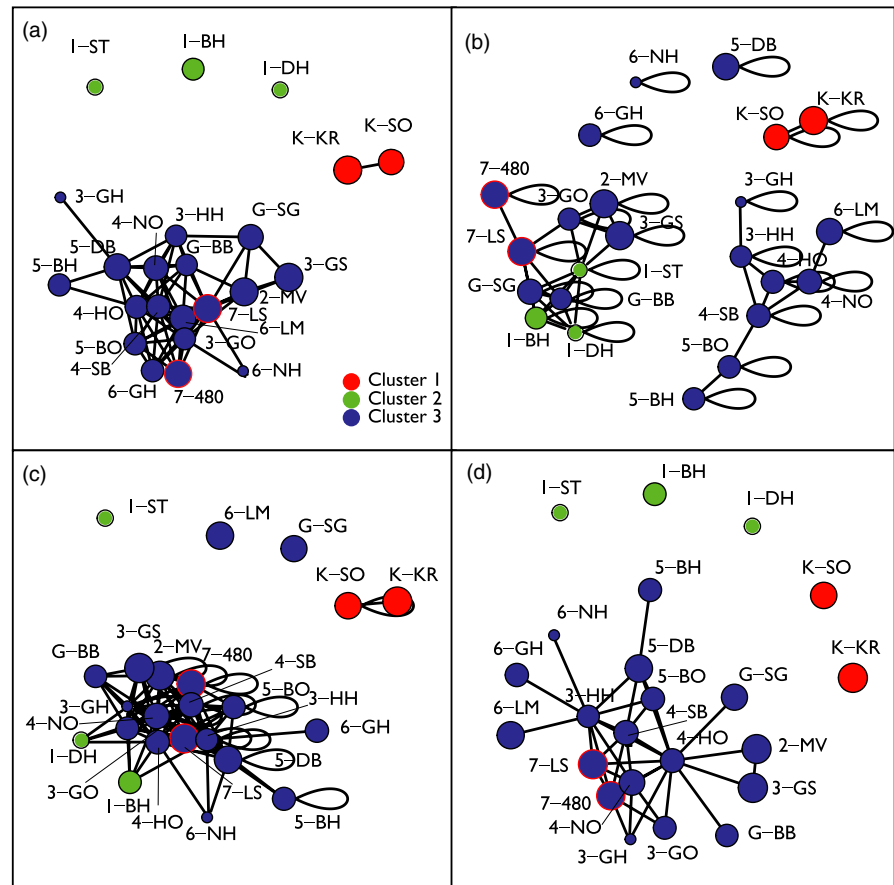 (a)
I–ST
I–BH
I–DH
K–KR
K–SO
3–GH
4–NO
3–HH
G–SG
5–DB
G–BB
3–GS
5–BH
2–MV
7–LS
4–HO
6–LM
5–BO
3–GO
4–SB
6–NH
6–GH
7–480
Cluster 1
Cluster 2
Cluster 3
(b)
6–NH
5–DB
K–KR
K–SO
6–GH
7–480
2–MV
3–GO
3–GH
6–LM
3–GS
3–HH
7–LS
4–HO
I–ST
G–SG
G–BB
4–NO
4–SB
I–BH
I–DH
5–BO
5–BH
(c)
I–ST
6–LM
G–SG
K–SO
K–KR
3–GS
2–MV
G–BB
7–480
4–SB
5–BO
3–GH
3–HH
4–NO
6–GH
I–DH
5–DB
3–GO
I–BH
7–LS
4–HO
6–NH
5–BH
(d)
I–ST
I–BH
I–DH
K–SO
5–BH
6–NH
K–KR
6–GH
5–DB
5–BO
G–SG
3–HH
6–LM
4–SB
4–HO
2–MV
7–LS
3–GS
7–480
4–NO
G–BB
3–GH
3–GO